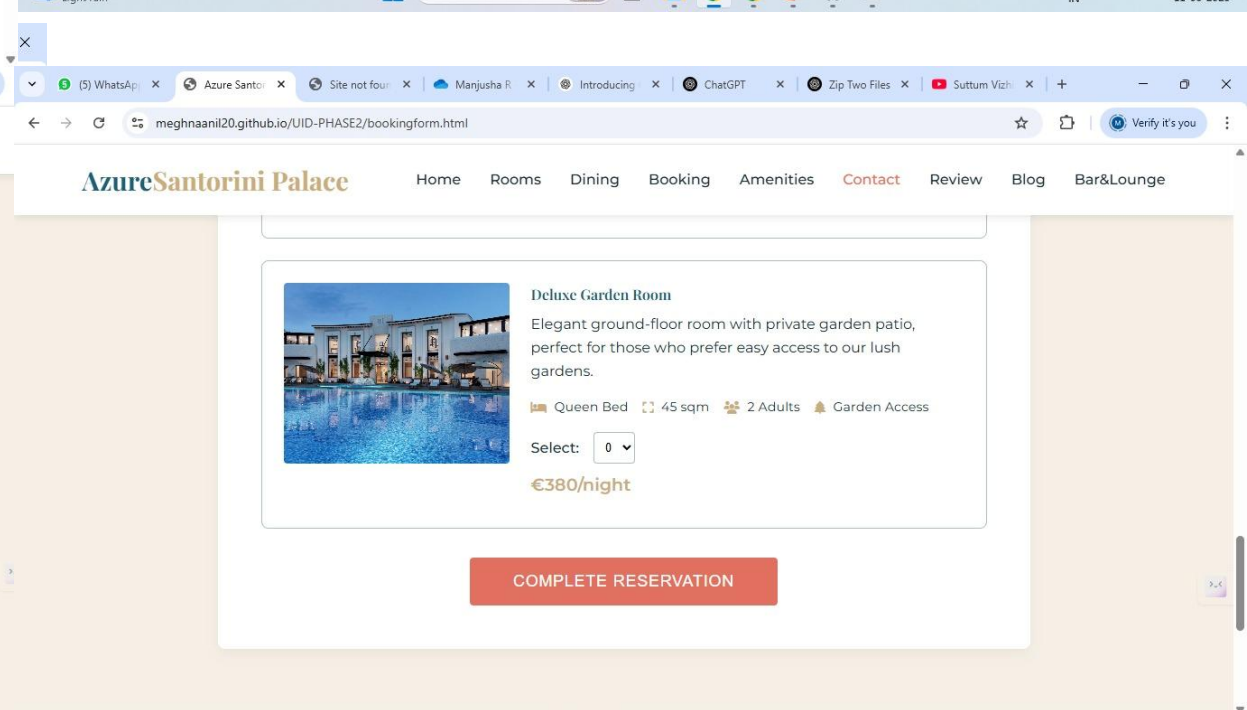 (5) WhatsAp
Azure Santor
Site not foun
Manjusha R
Introducing
ChatGPT
Zip Two Files
Suttum Vizh
meghnaanil20.github.io/UID-PHASE2/bookingform.html
M
Verify it's you
AzureSantorini Palace
Home Rooms Dining Booking Amenities Contact Review Blog Bar&Lounge
Deluxe Garden Room
Elegant ground-floor room with private garden patio,
perfect for those who prefer easy access to our lush
gardens.
Queen Bed 45 sqm 2 Adults Garden Access
Select: 0
€380/night
COMPLETE RESERVATION